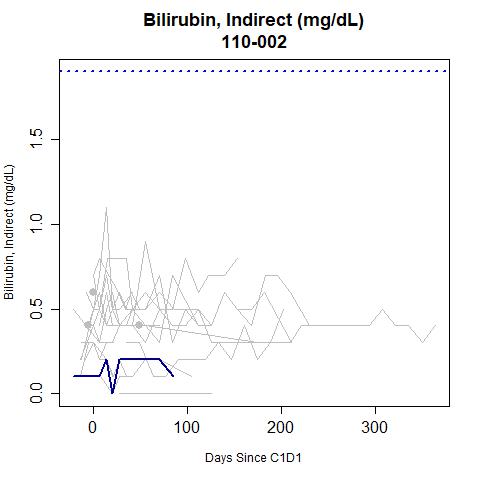 Bilirubin, Indirect (mg/dL)
110-002
Bilirubin, Indirect (mg/dL)
1.5
1.0
0.5
0.0
0 100 200 300
Days Since C1D1